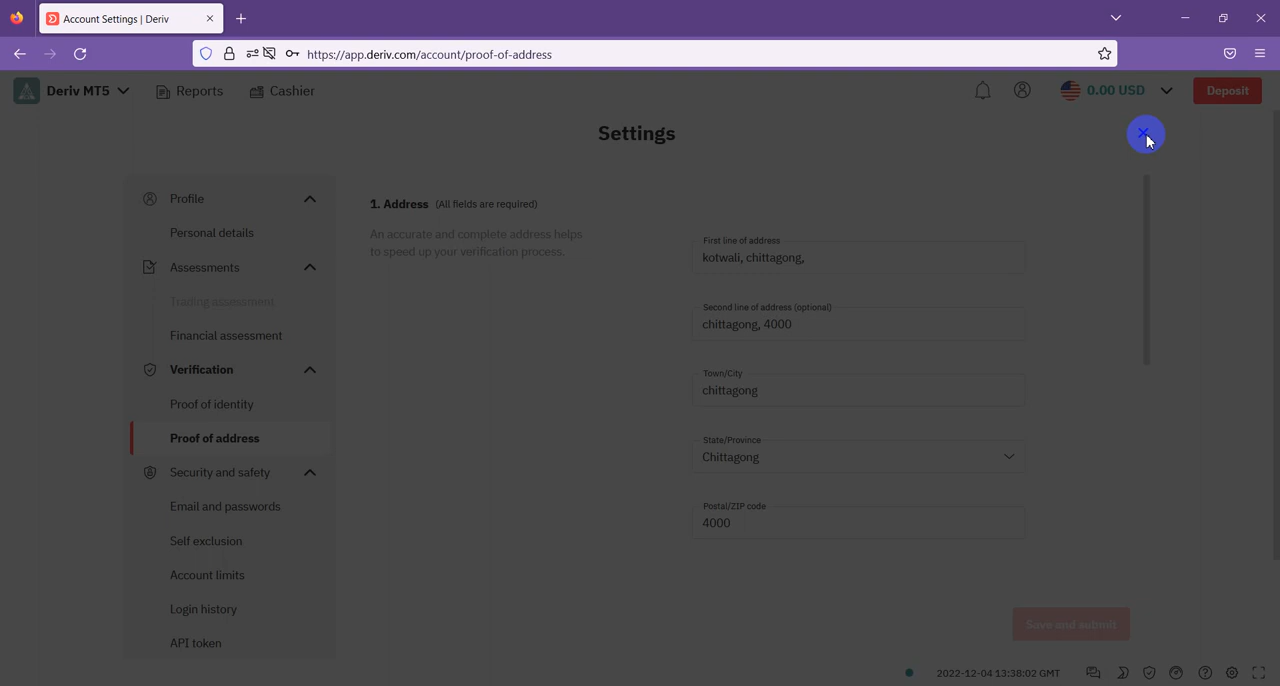 Account Settings | Deriv
https://app.deriv.com/account/proof-of-address
Deriv MT5
Reports
Cashier
0.00 USD
Deposit
Settings
Profile
Personal details
Assessments
Trading assessment
Financial assessment
Verification
Proof of identity
Proof of address
Security and safety
Email and passwords
Self exclusion
Account limits
Login history
API token
1. Address (All fields are required)
An accurate and complete address helps
to speed up your verification process.
First line of address
kotwali, chittagong,
Second line of address (optional)
chittagong, 4000
Town/City
chittagong
State/Province
Chittagong
Postal/ZIP code
4000
Save and submit
2022-12-04 13:38:02 GMT